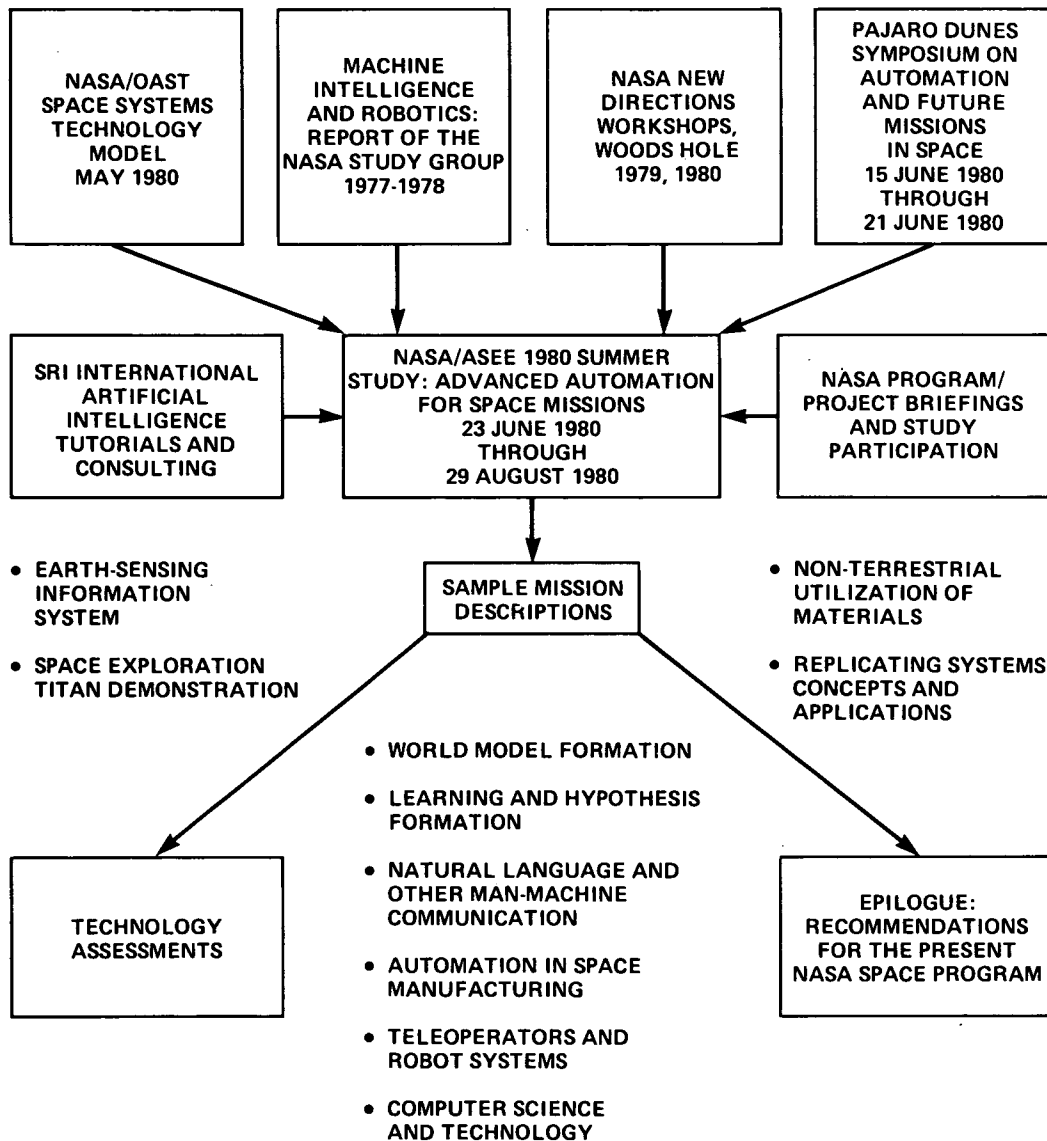 NASA/OAST
SPACE SYSTEMS
TECHNOLOGY
MODEL
MAY 1980
MACHINE
INTELLIGENCE
AND ROBOTICS:
REPORT OF THE
NASA STUDY GROUP
1977-1978
NASA NEW
DIRECTIONS
WORKSHOPS,
WOODS HOLE
1979, 1980
PAJARO DUNES
SYMPOSIUM ON
AUTOMATION
AND FUTURE
MISSIONS
IN SPACE
15 JUNE 1980
THROUGH
21 JUNE 1980
SRI INTERNATIONAL
ARTIFICIAL
INTELLIGENCE
TUTORIALS AND
CONSULTING
NASA/ASEE 1980 SUMMER
STUDY: ADVANCED AUTOMATION
FOR SPACE MISSIONS
23 JUNE 1980
THROUGH
29 AUGUST 1980
NASA PROGRAM/
PROJECT BRIEFINGS
AND STUDY
PARTICIPATION
• EARTH-SENSING
INFORMATION
SYSTEM
• SPACE EXPLORATION
TITAN DEMONSTRATION
SAMPLE MISSION
DESCRIPTIONS
• NON-TERRESTRIAL
UTILIZATION OF
MATERIALS
• REPLICATING SYSTEMS
CONCEPTS AND
APPLICATIONS
• WORLD MODEL FORMATION
• LEARNING AND HYPOTHESIS
FORMATION
• NATURAL LANGUAGE AND
OTHER MAN-MACHINE
COMMUNICATION
• AUTOMATION IN SPACE
MANUFACTURING
• TELEOPERATORS AND
ROBOT SYSTEMS
• COMPUTER SCIENCE
AND TECHNOLOGY
TECHNOLOGY
ASSESSMENTS
EPILOGUE:
RECOMMENDATIONS
FOR THE PRESENT
NASA SPACE PROGRAM